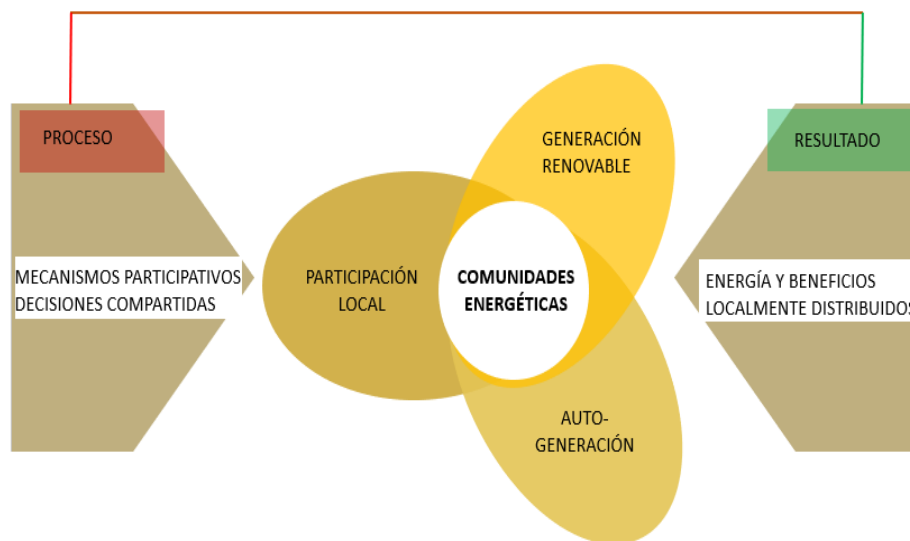 PROCESO
MECANISMOS PARTICIPATIVOS
DECISIONES COMPARTIDAS
PARTICIPACIÓN
LOCAL
COMUNIDADES
ENERGÉTICAS
GENERACIÓN
RENOVABLE
AUTO-
GENERACIÓN
RESULTADO
ENERGÍA Y BENEFICIOS
LOCALMENTE DISTRIBUIDOS